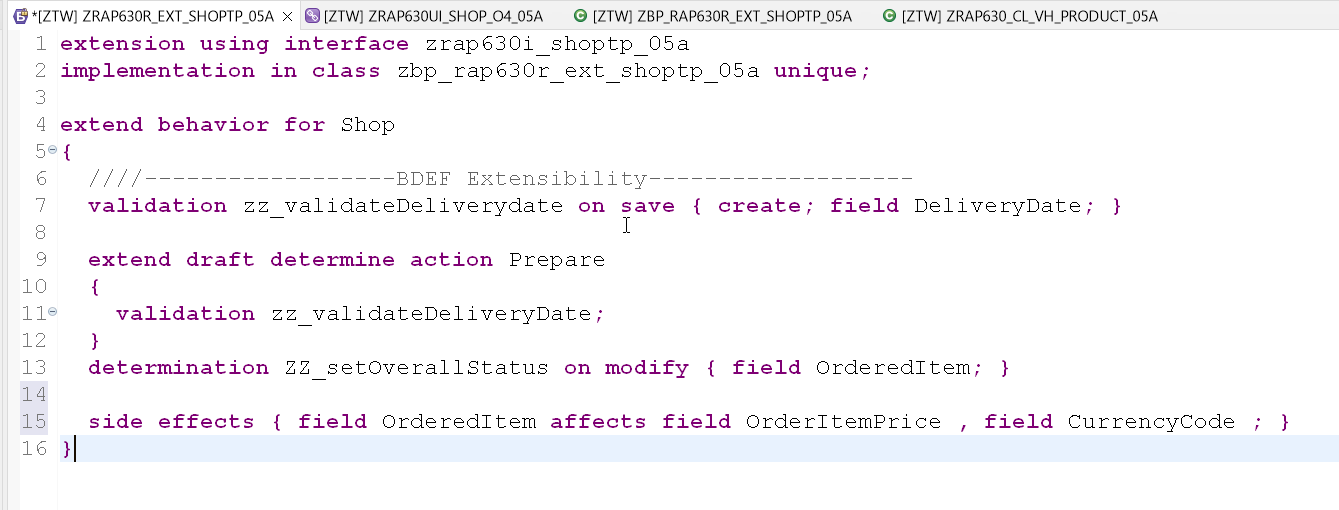 *[ZTW] ZRAP630R_EXT_SHOPTP_05A [ZTW] ZRAP630UI_SHOP_O4_05A [ZTW] ZBP_RAP630R_EXT_SHOPTP_05A [ZTW] ZRAP630_CL_VH_PRODUCT_05A
1 extension using interface zrap630i_shoptp_05a
2 implementation in class zbp_rap630r_ext_shoptp_05a unique;
3
4 extend behavior for Shop
5 {
6 ////------------------BDEF Extensibility-------------------
7 validation zz_validateDeliverydate on save { create; field DeliveryDate; }
8
9 extend draft determine action Prepare
10 {
11 validation zz_validateDeliveryDate;
12 }
13 determination ZZ_setOverallStatus on modify { field OrderedItem; }
14
15 side effects { field OrderedItem affects field OrderItemPrice , field CurrencyCode ; }
16 }